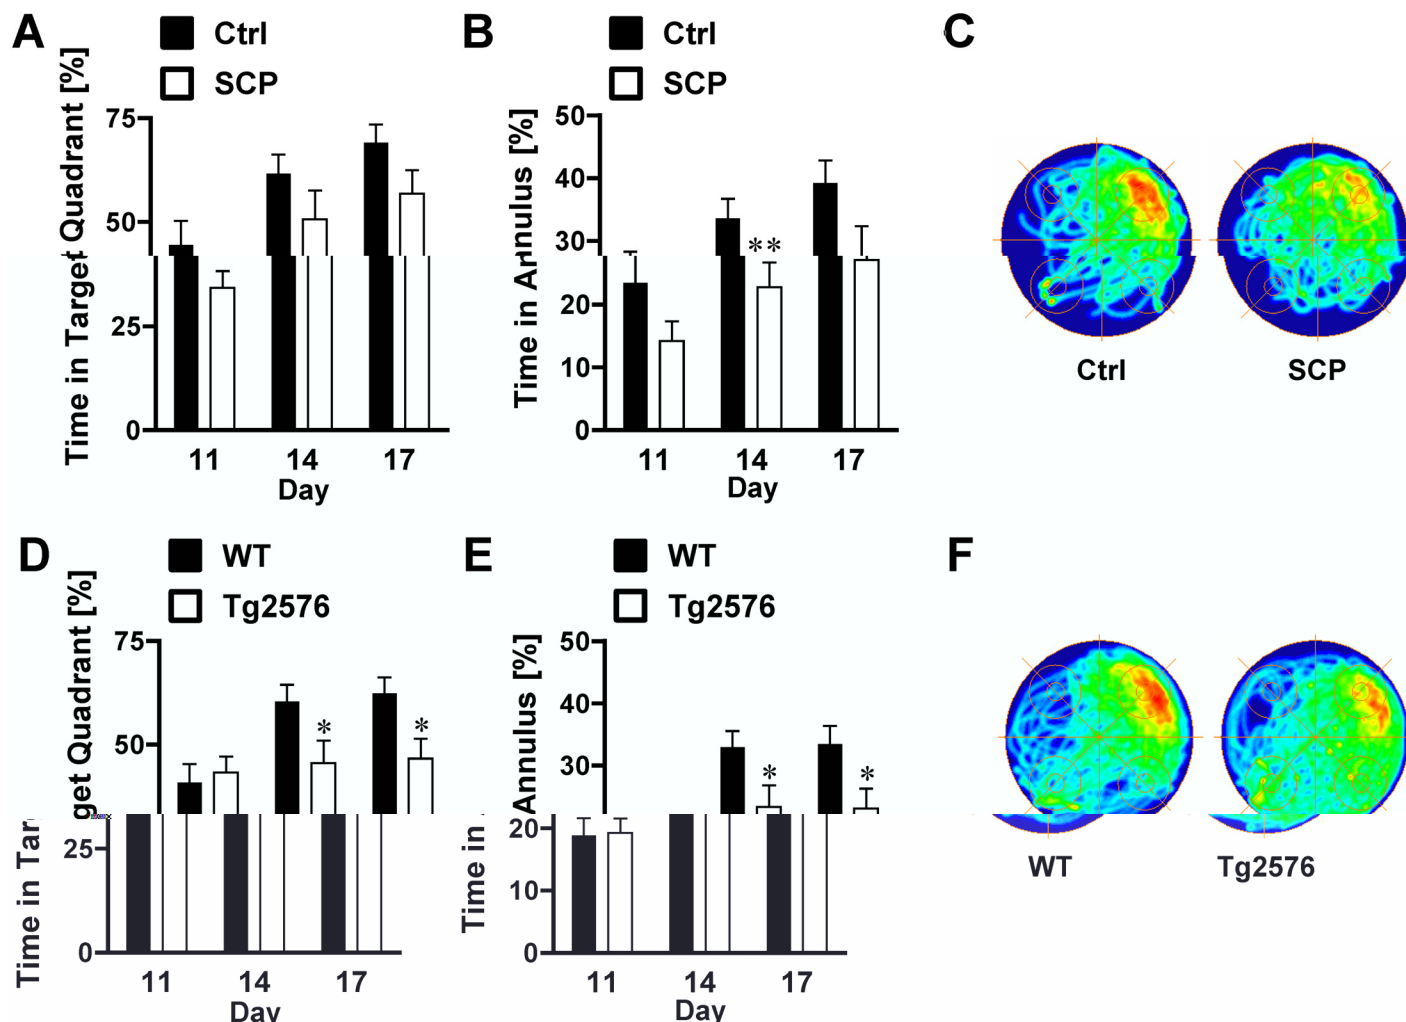 A
Ctrl
SCP
Time in Target Quadrant [%]
75
50
25
0
11 14 17
Day
B
Ctrl
SCP
Time in Annulus [%]
50
40
30
20
10
0
**
11 14 17
Day
C
Ctrl SCP
D
WT
Tg2576
get Quadrant [%]
Time in Tar
75
50
25
0
* *
11 14 17
Day
E
WT
Tg2576
Annulus [%]
Time in
50
40
30
20
10
0
* *
11 14 17
Day
F
WT Tg2576